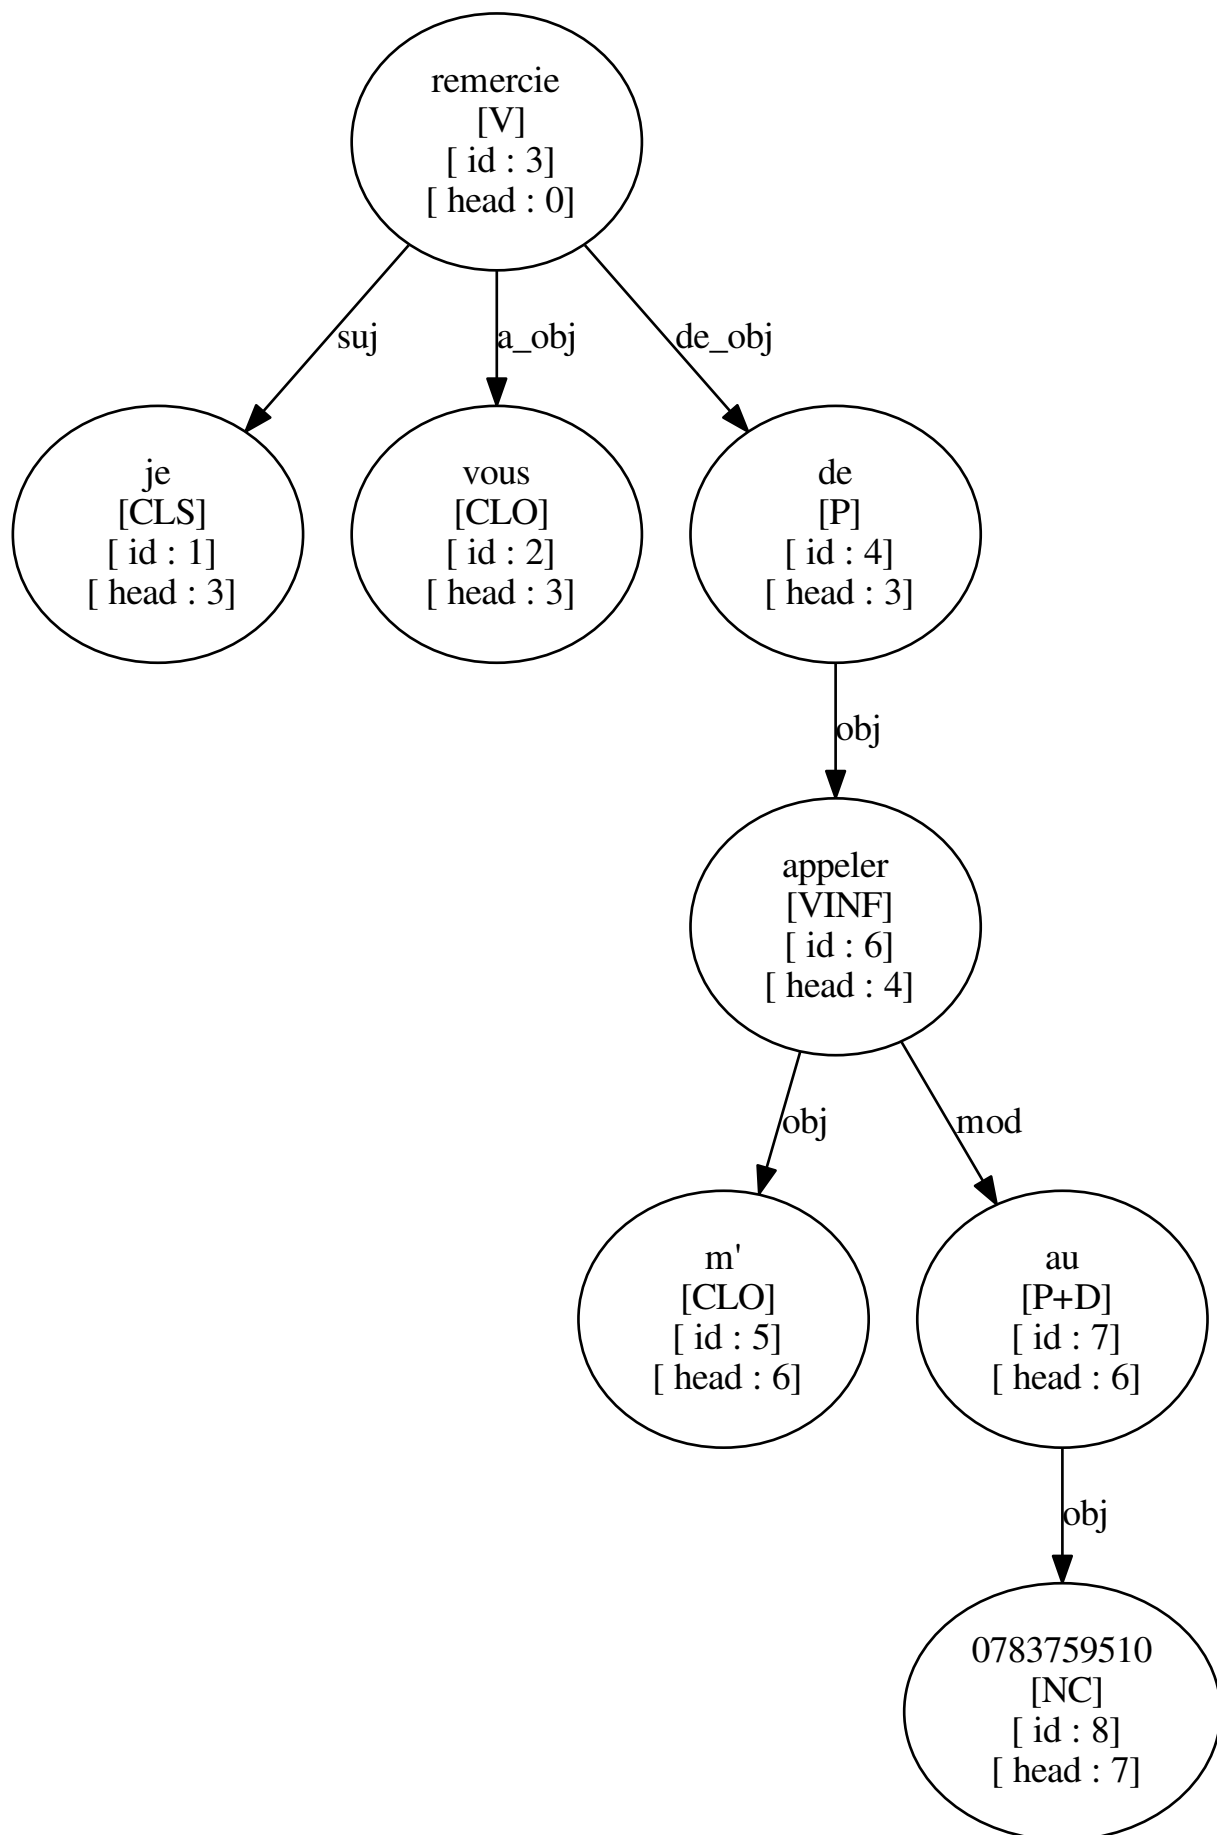 remercie
[V]
[ id : 3]
[ head : 0]
suj
a_obj
de_obj
je
[CLS]
[ id : 1]
[ head : 3]
vous
[CLO]
[ id : 2]
[ head : 3]
de
[P]
[ id : 4]
[ head : 3]
obj
appeler
[VINF]
[ id : 6]
[ head : 4]
obj
mod
m'
[CLO]
[ id : 5]
[ head : 6]
au
[P+D]
[ id : 7]
[ head : 6]
obj
0783759510
[NC]
[ id : 8]
[ head : 7]